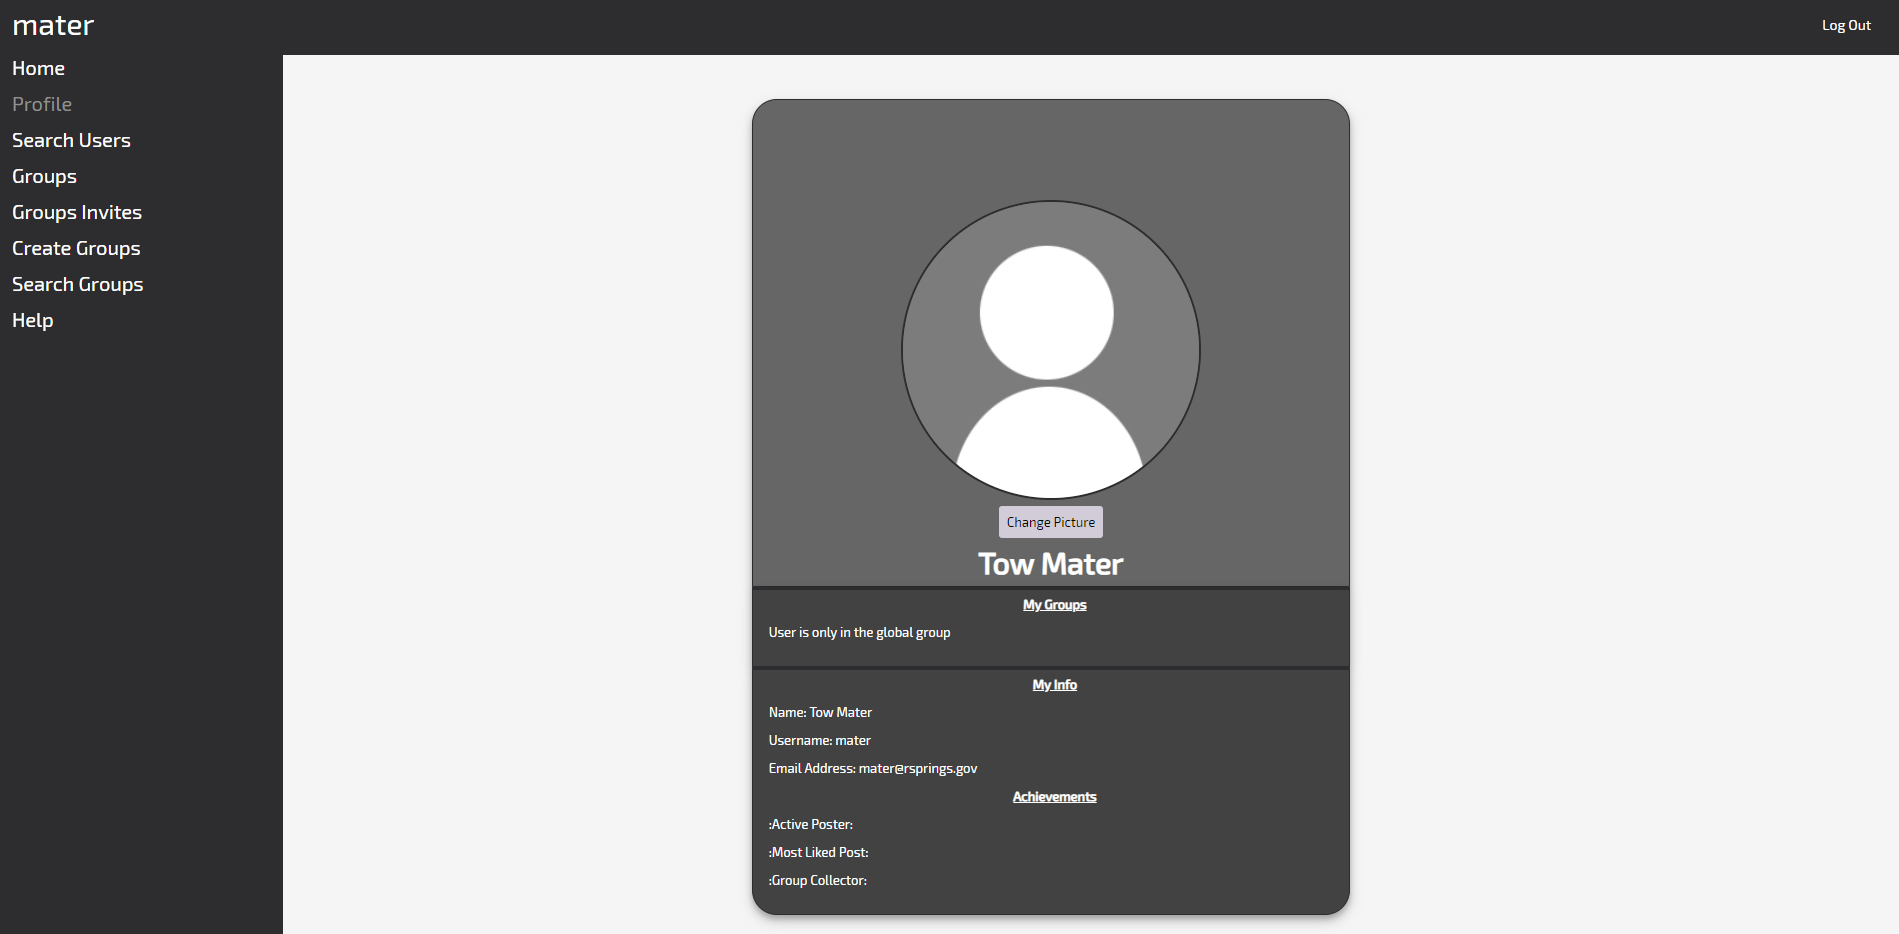 mater
Log Out
Home
Profile
Search Users
Groups
Groups Invites
Create Groups
Search Groups
Help
Change Picture
Tow Mater
My Groups
User is only in the global group
My Info
Name: Tow Mater
Username: mater
Email Address: mater@rsprings.gov
Achievements
:Active Poster:
:Most Liked Post:
:Group Collector: